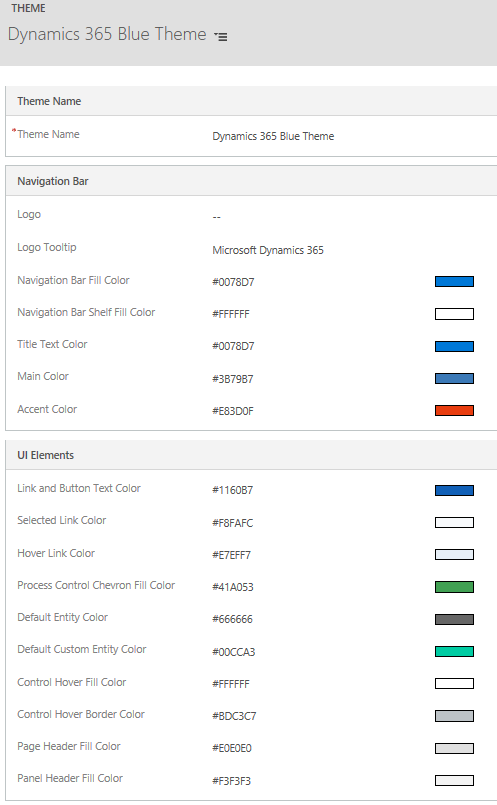 THEME
Dynamics 365 Blue Theme
Theme Name
*Theme Name Dynamics 365 Blue Theme
Navigation Bar
Logo --
Logo Tooltip Microsoft Dynamics 365
Navigation Bar Fill Color #0078D7
Navigation Bar Shelf Fill Color #FFFFFF
Title Text Color #0078D7
Main Color #3B79B7
Accent Color #E83D0F
UI Elements
Link and Button Text Color #1160B7
Selected Link Color #F8FAFC
Hover Link Color #E7EFF7
Process Control Chevron Fill Color #41A053
Default Entity Color #666666
Default Custom Entity Color #00CCA3
Control Hover Fill Color #FFFFFF
Control Hover Border Color #BDC3C7
Page Header Fill Color #E0E0E0
Panel Header Fill Color #F3F3F3